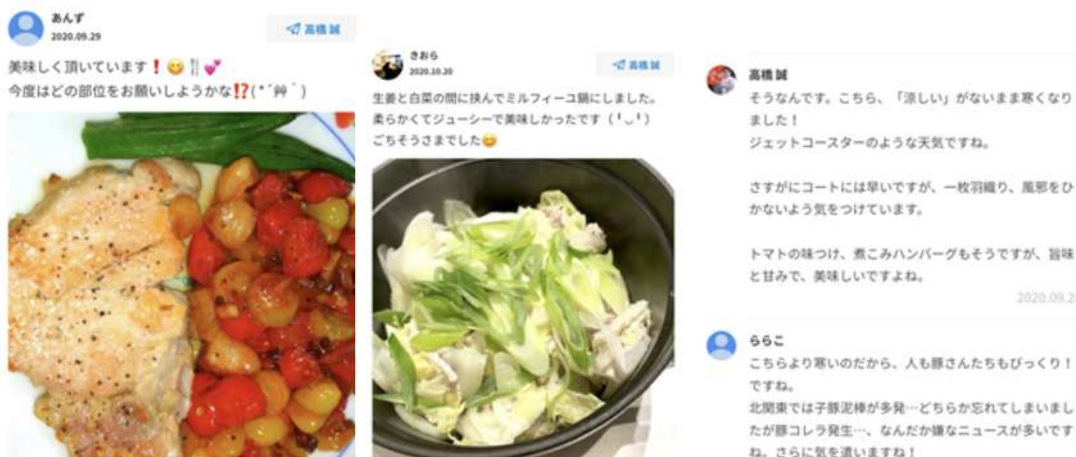 あんず
2020.09.29
高橋 誠
美味しく頂いています❗😋🍴💕
今度はどの部位をお願いしようかな⁉️(*´艸｀)
きおら
2020.10.20
高橋 誠
生姜と白菜の間に挟んでミルフィーユ鍋にしました。
柔らかくてジューシーで美味しかったです（╹◡╹）
ごちそうさまでした😋
高橋 誠
そうなんです。こちら、「涼しい」がないまま寒くなり
ました！
ジェットコースターのような天気ですね。
さすがにコートには早いですが、一枚羽織り、風邪をひ
かないよう気をつけています。
トマトの味つけ、煮こみハンバーグもそうですが、旨味
と甘みで、美味しいですよね。
2020.09.2
ららこ
こちらより寒いのだから、人も豚さんたちもびっくり！
ですね。
北関東では子豚泥棒が多発…どちらか忘れてしまいまし
たが豚コレラ発生…、なんだか嫌なニュースが多いです
ね。さらに気を遣いますね！